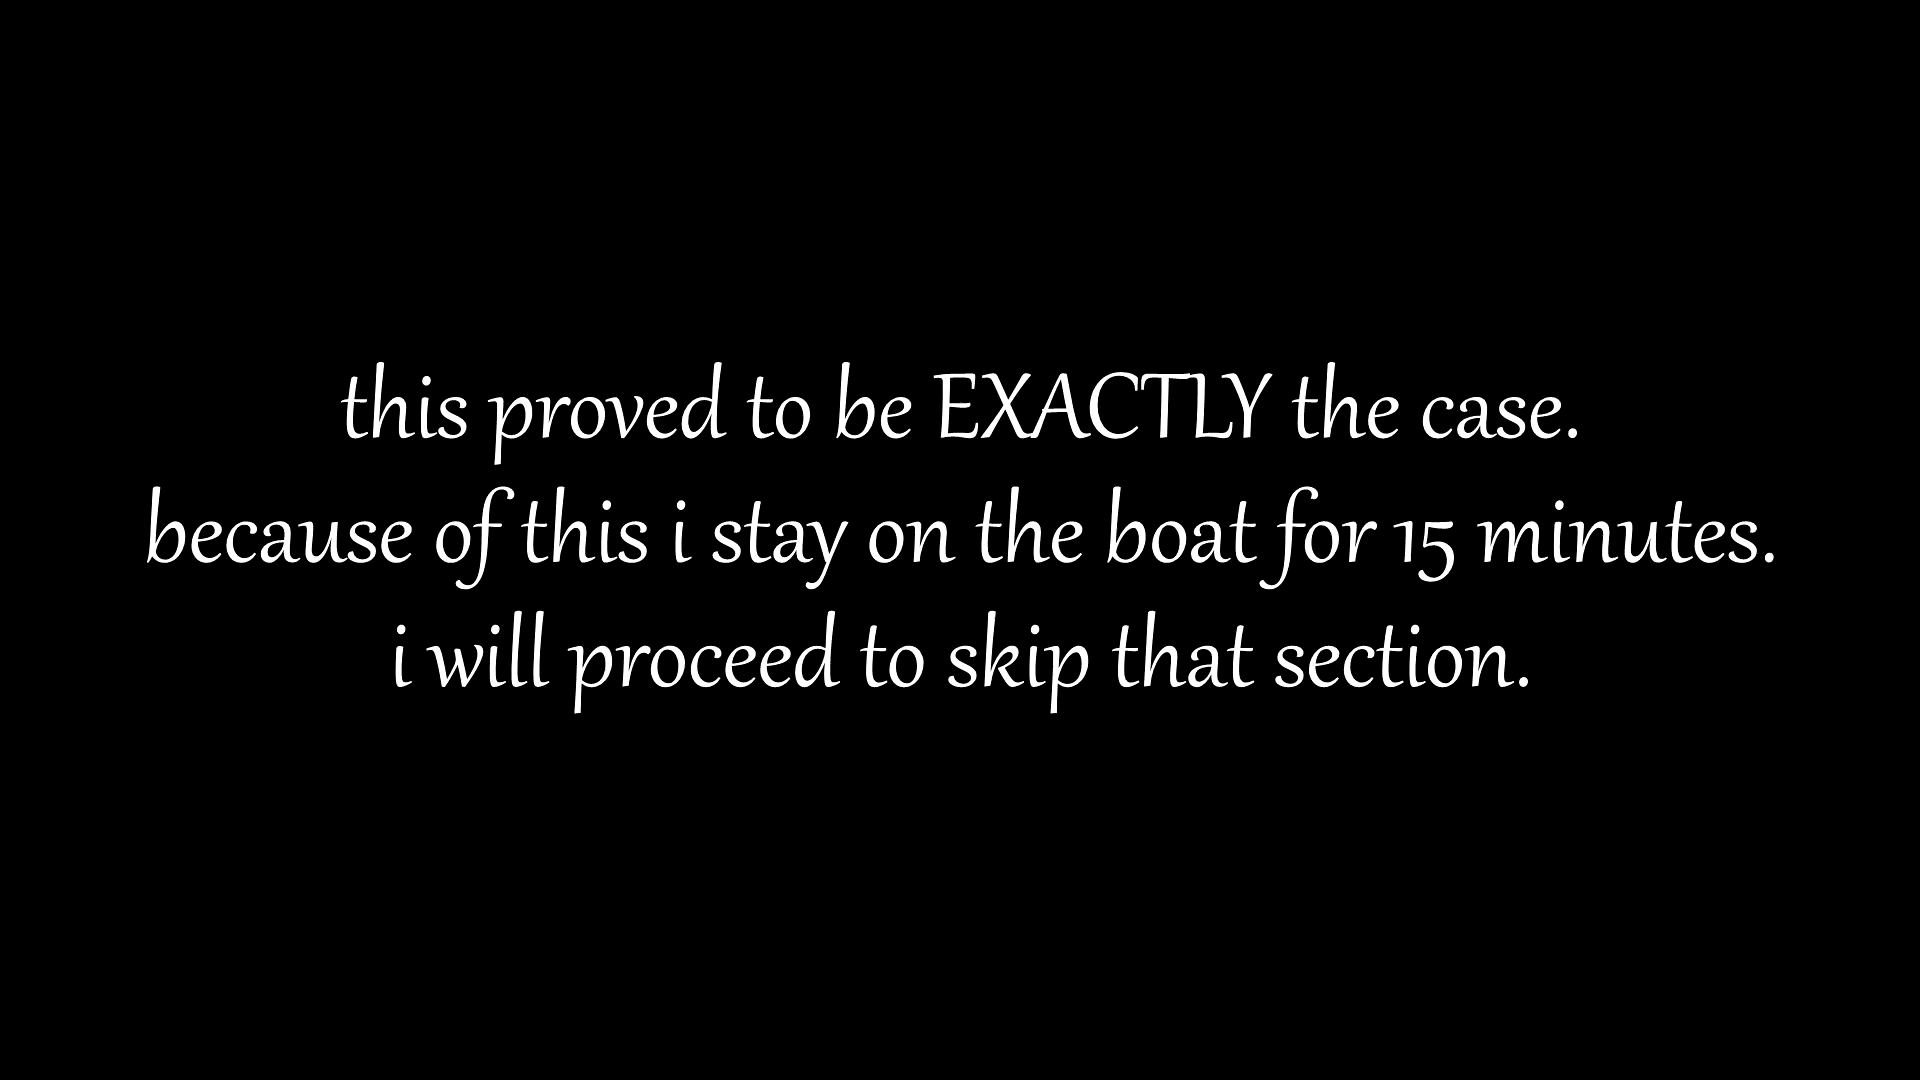 this proved to be EXACTLY the case.
because of this i stay on the boat for 15 minutes.
i will proceed to skip that section.